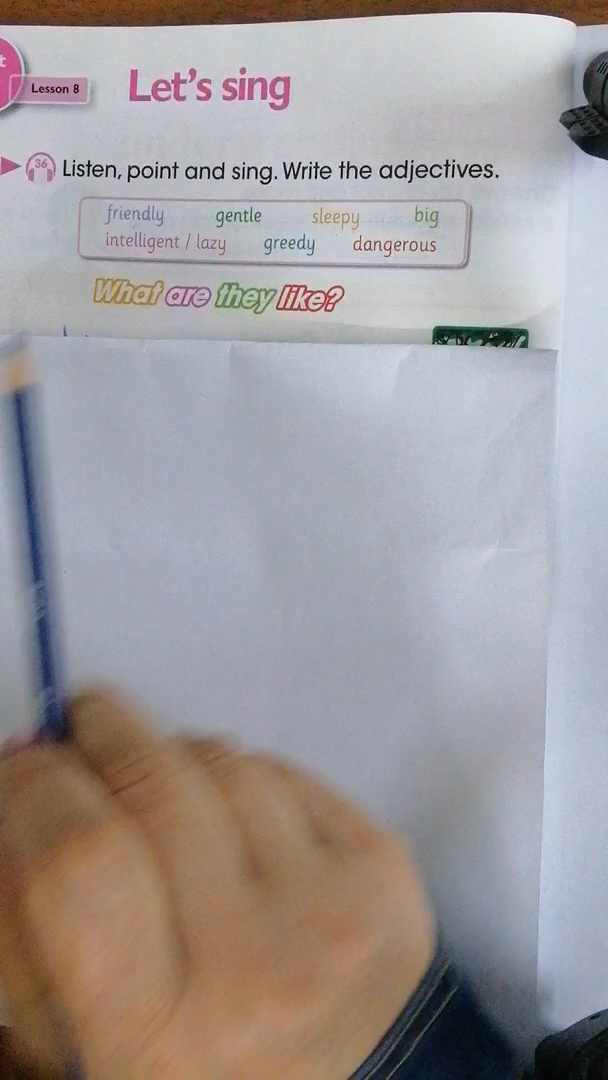 Lesson 8
Let's sing
36 Listen, point and sing. Write the adjectives.
friendly gentle sleepy big
intelligent / lazy greedy dangerous
What are they like?